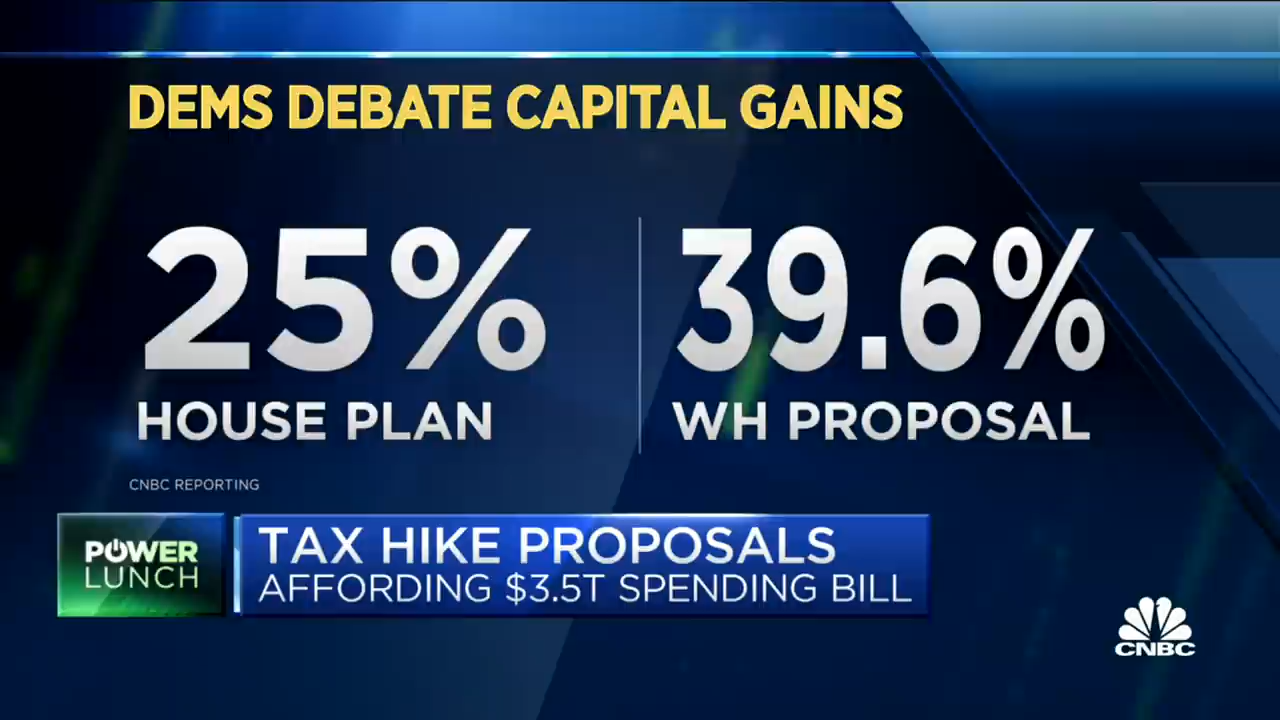 DEMS DEBATE CAPITAL GAINS
25%
HOUSE PLAN
39.6%
WH PROPOSAL
CNBC REPORTING
POWER
LUNCH
TAX HIKE PROPOSALS
AFFORDING $3.5T SPENDING BILL
CNBC